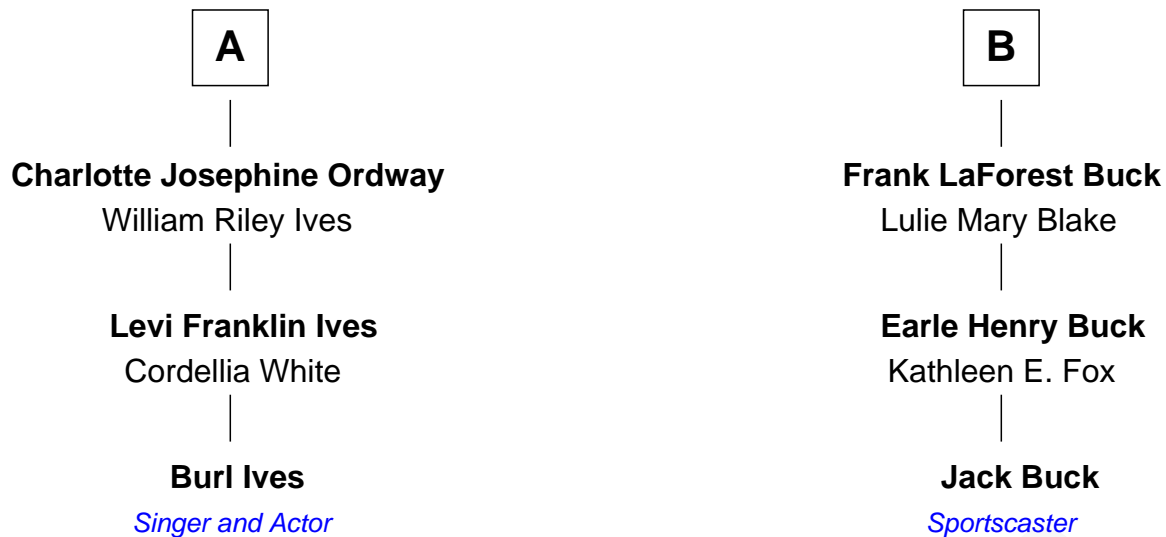 A
B
Charlotte Josephine Ordway
William Riley Ives
Frank LaForest Buck
Lulie Mary Blake
Levi Franklin Ives
Cordellia White
Earle Henry Buck
Kathleen E. Fox
Burl Ives
Singer and Actor
Jack Buck
Sportscaster